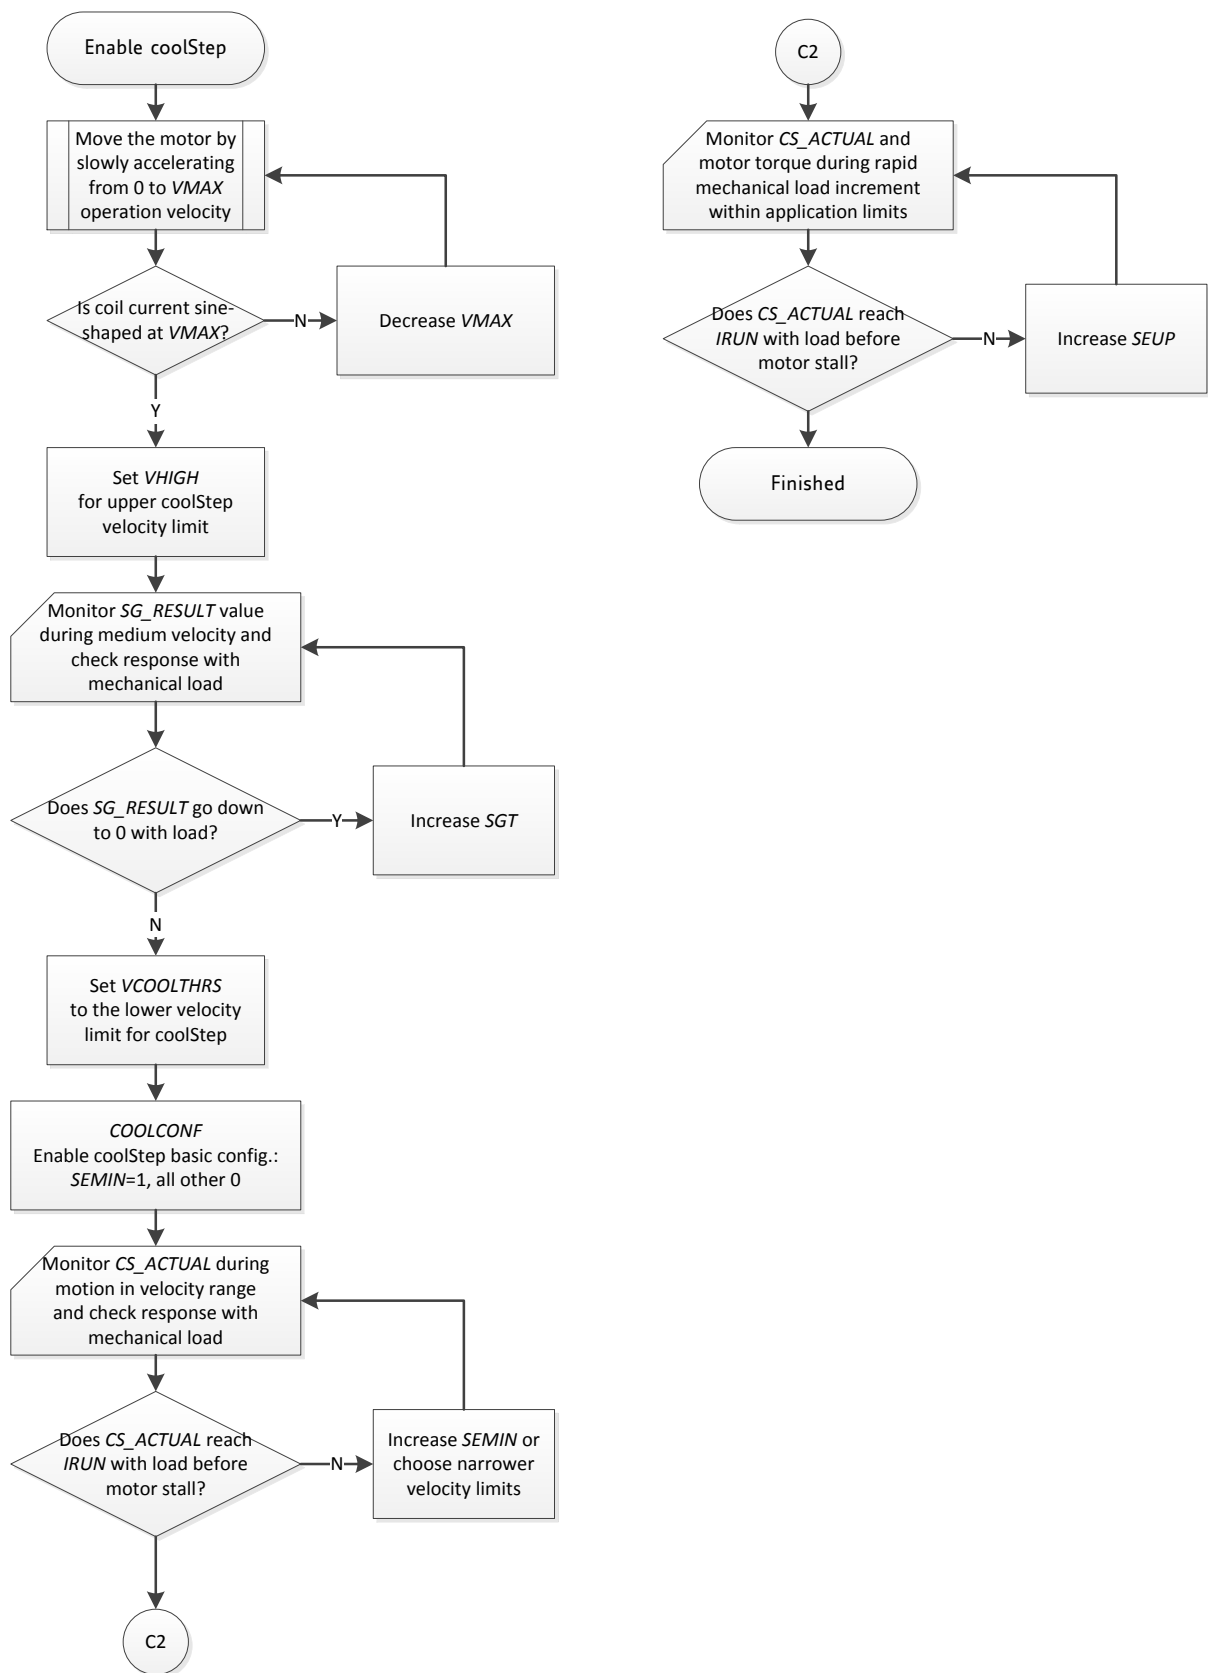 Enable coolStep
Move the motor by
slowly accelerating
from 0 to VMAX
operation velocity
Is coil current sine-
shaped at VMAX?
N
Decrease VMAX
Y
Set VHIGH
for upper coolStep
velocity limit
Monitor SG_RESULT value
during medium velocity and
check response with
mechanical load
Does SG_RESULT go down
to 0 with load?
Y
Increase SGT
N
Set VCOOLTHRS
to the lower velocity
limit for coolStep
COOLCONF
Enable coolStep basic config.:
SEMIN=1, all other 0
Monitor CS_ACTUAL during
motion in velocity range
and check response with
mechanical load
Does CS_ACTUAL reach
IRUN with load before
motor stall?
N
Increase SEMIN or
choose narrower
velocity limits
C2
C2
Monitor CS_ACTUAL and
motor torque during rapid
mechanical load increment
within application limits
Does CS_ACTUAL reach
IRUN with load before
motor stall?
N
Increase SEUP
Finished